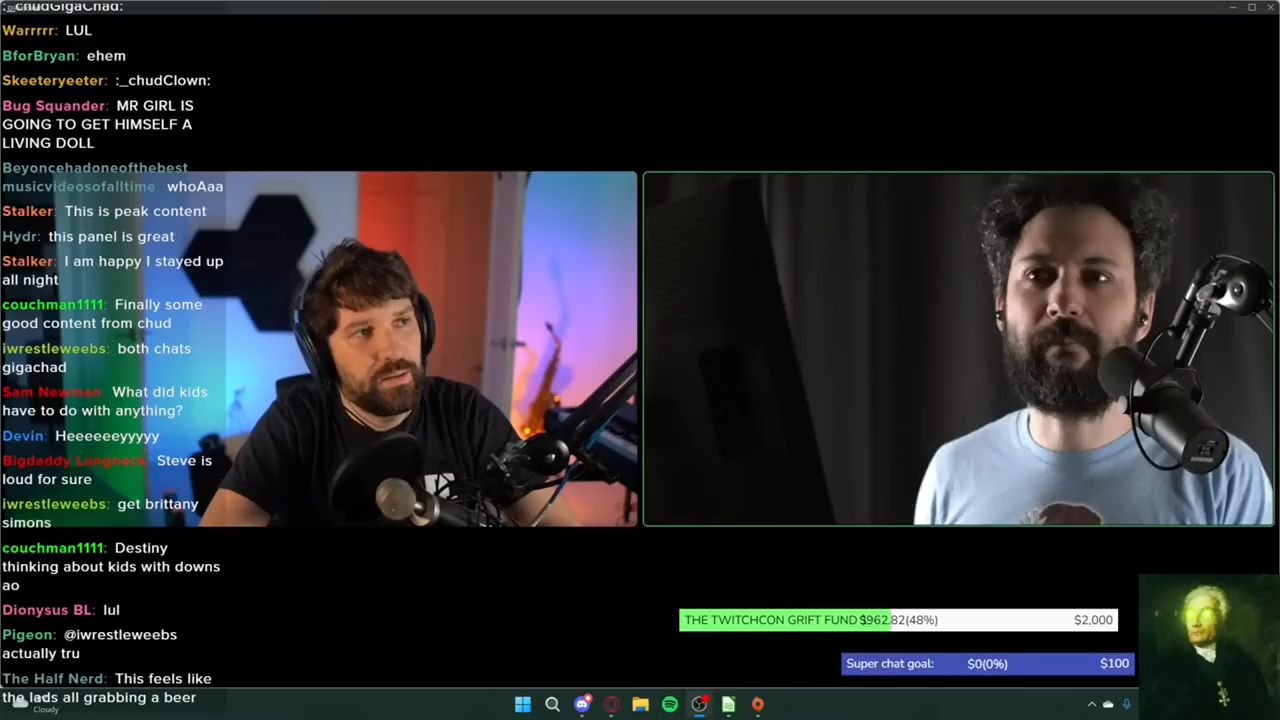 :_chudGigaChad:
Warrrrr: LUL
BforBryan: ehem
Skeeteryeeter: :_chudClown:
Bug Squander: MR GIRL IS
GOING TO GET HIMSELF A
LIVING DOLL
Beyoncehadoneofthebest
musicvideosofalltime: whoAaa
Stalker: This is peak content
Hydr: this panel is great
Stalker: I am happy I stayed up
all night
couchman1111: Finally some
good content from chud
iwrestleweebs: both chats
gigachad
Sam Newman: What did kids
have to do with anything?
Devin: Heeeeeeyyyyy
Bigdaddy Longneck: Steve is
loud for sure
iwrestleweebs: get brittany
simons
couchman1111: Destiny
thinking about kids with downs
ao
Dionysus BL: lul
Pigeon: @iwrestleweebs
actually tru
The Half Nerd: This feels like
the lads all grabbing a beer
Cloudy
THE TWITCHCON GRIFT FUND $962.82(48%) $2,000
Super chat goal: $0(0%) $100